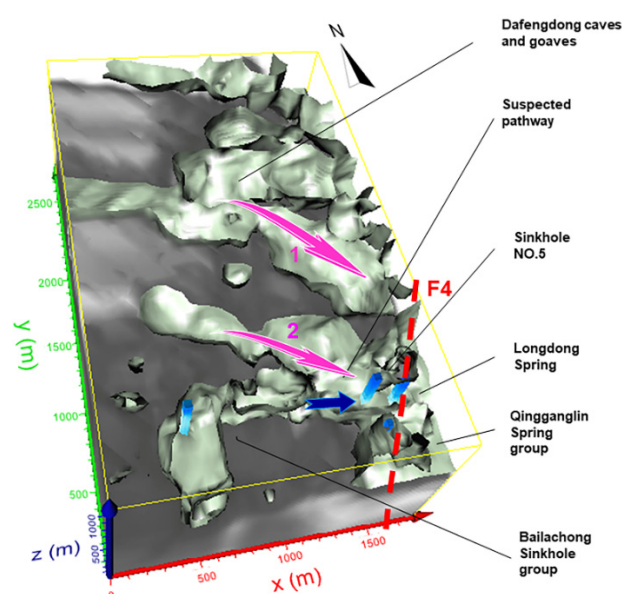 Dafengdong caves
and goaves
N
Suspected
pathway
2500
1
Sinkhole
NO.5
F4
2000
y (m)
1500
2
Longdong
Spring
1000
Qingganglin
Spring
group
500
1000
500
z (m)
0
500
1000
1500
x (m)
Bailachong
Sinkhole
group